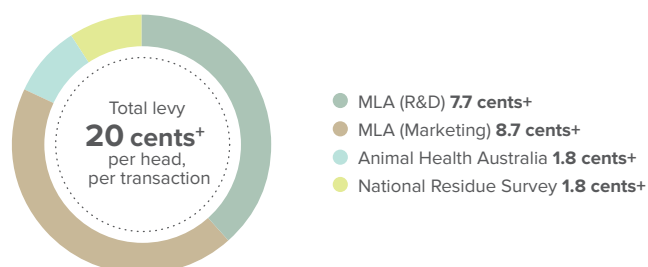 Total levy
20 cents+
per head,
per transaction
MLA (R&D) 7.7 cents+
MLA (Marketing) 8.7 cents+
Animal Health Australia 1.8 cents+
National Residue Survey 1.8 cents+